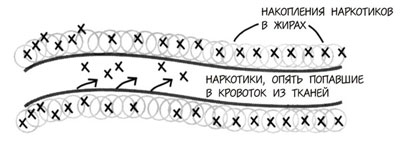 НАКОПЛЕНИЯ НАРКОТИКОВ
В ЖИРАХ
НАРКОТИКИ, ОПЯТЬ ПОПАВШИЕ
В КРОВОТОК ИЗ ТКАНЕЙ